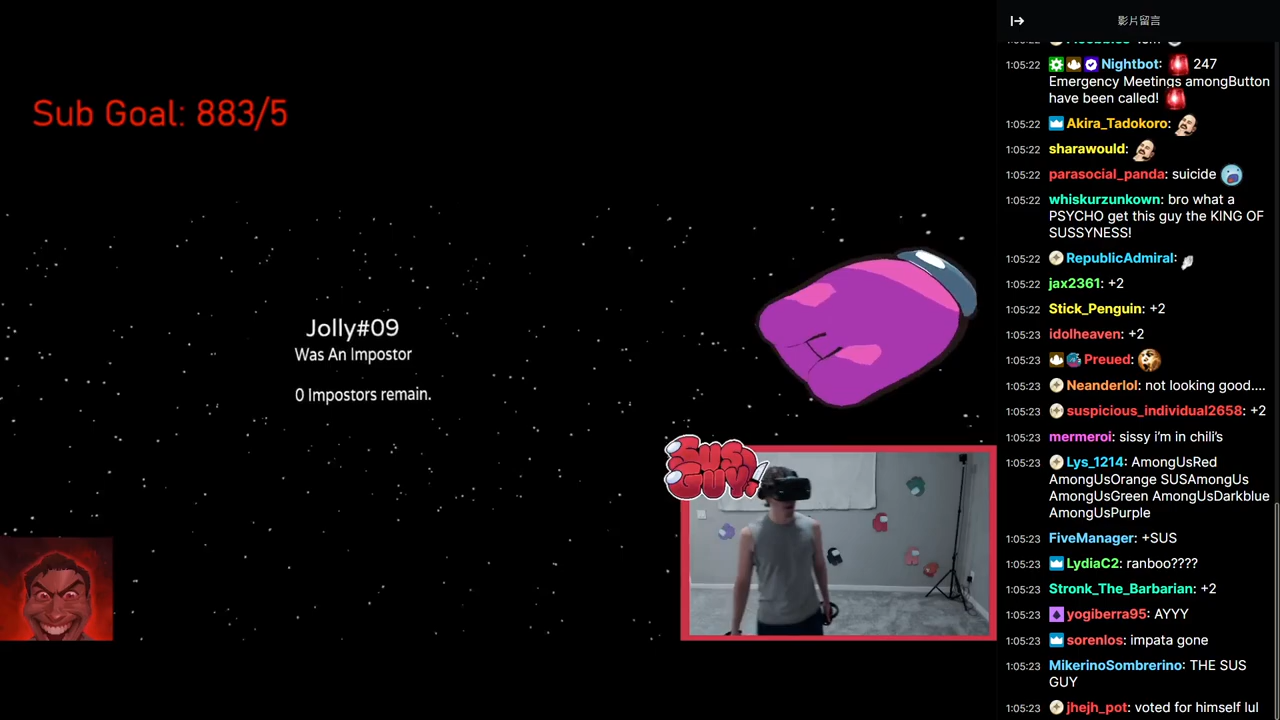 Sub Goal: 883/5
Jolly#09
Was An Impostor
0 Impostors remain.
SUS
GUY!
影片留言
1:05:22 Nightbot: 247
Emergency Meetings amongButton
have been called!
1:05:22 Akira_Tadokoro:
1:05:22 sharawould:
1:05:22 parasocial_panda: suicide
1:05:22 whiskurzunkown: bro what a
PSYCHO get this guy the KING OF
SUSSYNESS!
1:05:22 RepublicAdmiral:
1:05:22 jax2361: +2
1:05:22 Stick_Penguin: +2
1:05:23 idolheaven: +2
1:05:23 Preued:
1:05:23 Neanderlol: not looking good....
1:05:23 suspicious_individual2658: +2
1:05:23 mermeroi: sissy i'm in chili's
1:05:23 Lys_1214: AmongUsRed
AmongUsOrange SUSAmongUs
AmongUsGreen AmongUsDarkblue
AmongUsPurple
1:05:23 FiveManager: +SUS
1:05:23 LydiaC2: ranboo????
1:05:23 Stronk_The_Barbarian: +2
1:05:23 yogiberra95: AYYY
1:05:23 sorenlos: impata gone
1:05:23 MikerinoSombrerino: THE SUS
GUY
1:05:23 jhejh_pot: voted for himself lul